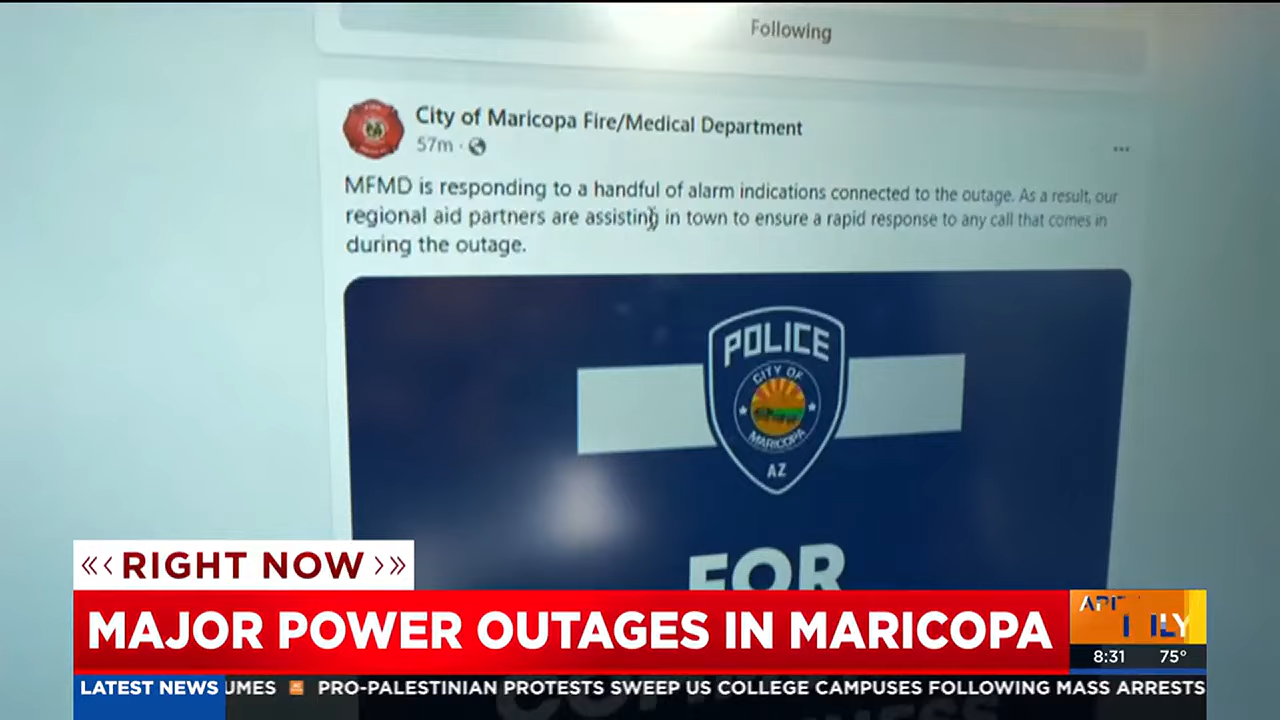 Following
City of Maricopa Fire/Medical Department
57m ·
MFMD is responding to a handful of alarm indications connected to the outage. As a result, our
regional aid partners are assisting in town to ensure a rapid response to any call that comes in
during the outage.
POLICE
CITY OF
MARICOPA
AZ
FOR
«‹ RIGHT NOW ›»
MAJOR POWER OUTAGES IN MARICOPA
8:31 75°
LATEST NEWS UMES PRO-PALESTINIAN PROTESTS SWEEP US COLLEGE CAMPUSES FOLLOWING MASS ARRESTS